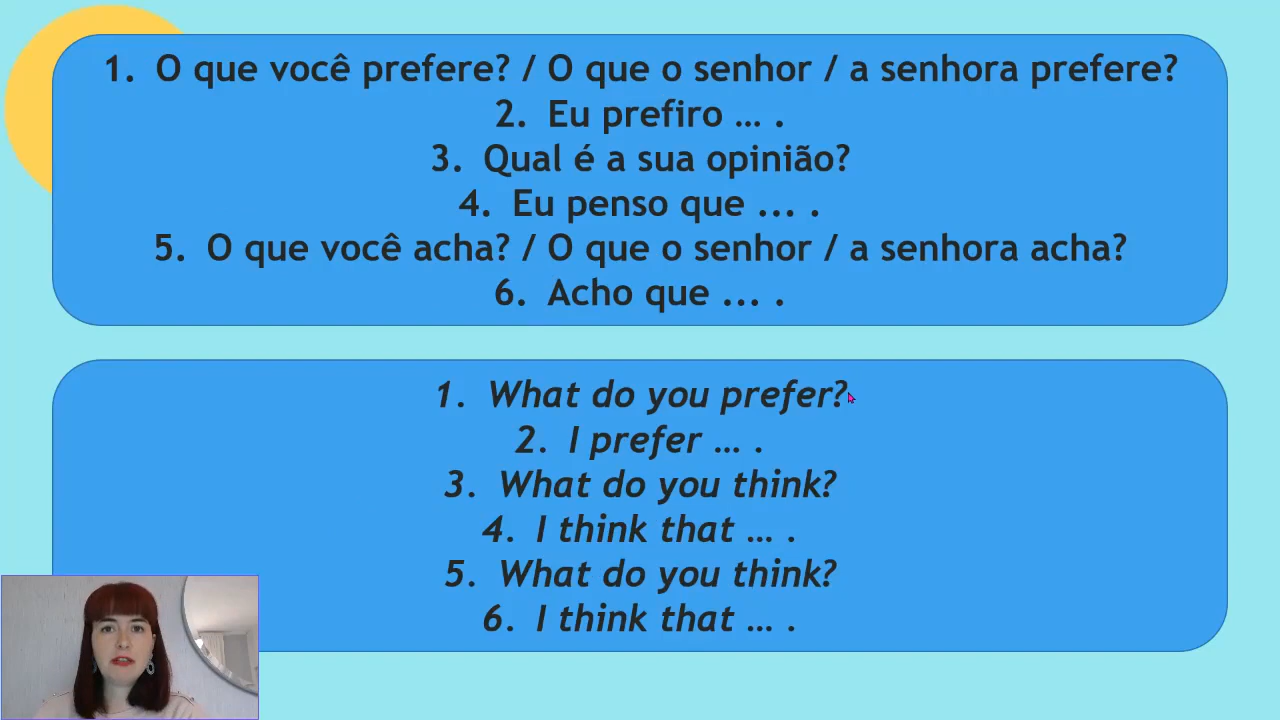 1. O que você prefere? / O que o senhor / a senhora prefere?
2. Eu prefiro … .
3. Qual é a sua opinião?
4. Eu penso que ... .
5. O que você acha? / O que o senhor / a senhora acha?
6. Acho que ... .
1. What do you prefer?
2. I prefer … .
3. What do you think?
4. I think that … .
5. What do you think?
6. I think that … .